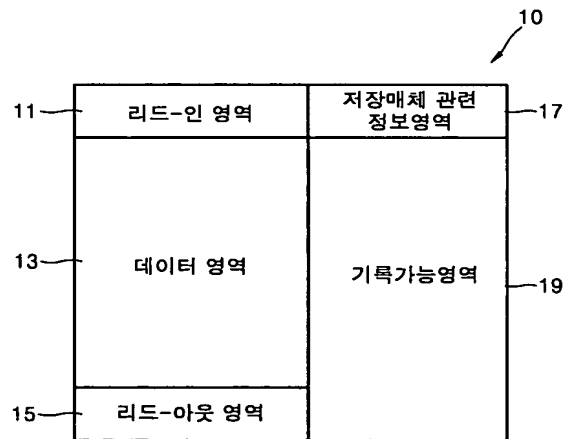 10
11
리드-인 영역
저장매체 관련
정보영역
17
13
데이터 영역
기록가능영역
19
15
리드-아웃 영역